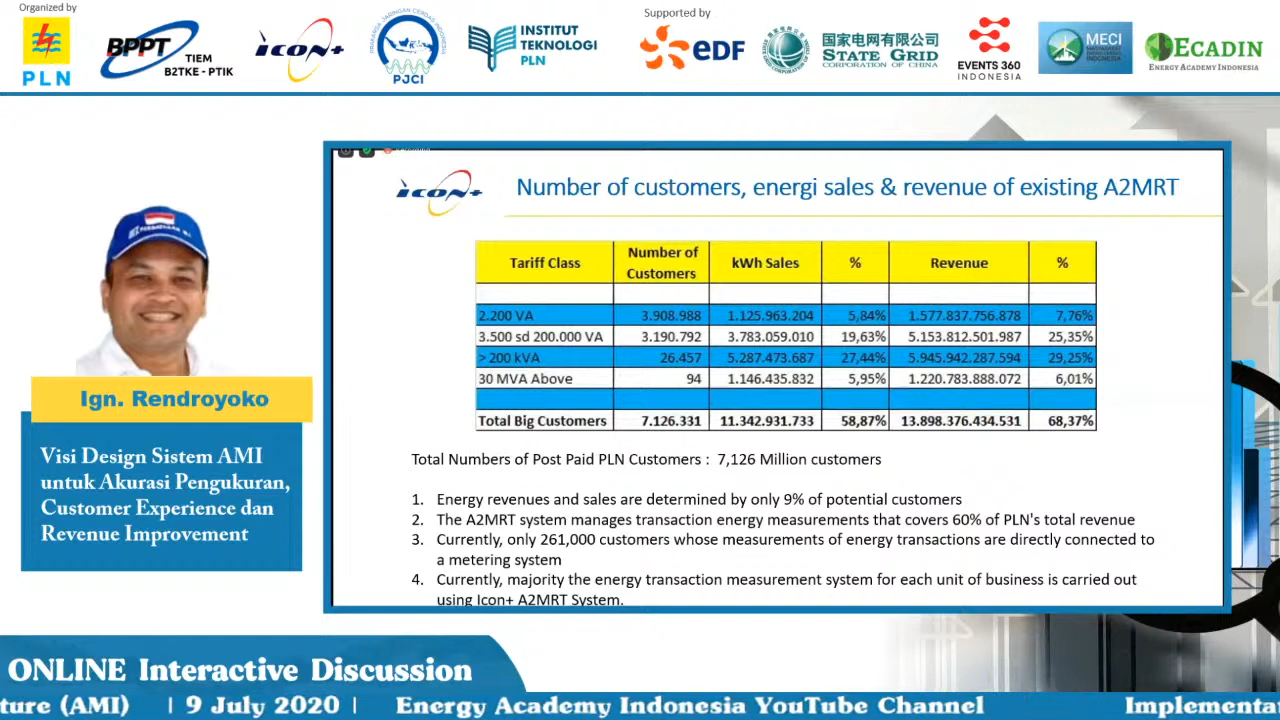 Organized by
PLN
BPPT
TIEM
B2TKE - PTIK
icon+
PRAKARSA JARINGAN CERDAS INDONESIA
PJCI
INSTITUT
TEKNOLOGI
PLN
Supported by
eDF
国家电网有限公司
STATE GRID
CORPORATION OF CHINA
EVENTS 360
INDONESIA
MECI
ECADIN
ENERGY ACADEMY INDONESIA
icon+
Number of customers, energi sales & revenue of existing A2MRT
Tariff Class Number of Customers kWh Sales % Revenue %
2.200 VA 3.908.988 1.125.963.204 5,84% 1.577.837.756.878 7,76%
3.500 sd 200.000 VA 3.190.792 3.783.059.010 19,63% 5.153.812.501.987 25,35%
> 200 kVA 26.457 5.287.473.687 27,44% 5.945.942.287.594 29,25%
30 MVA Above 94 1.146.435.832 5,95% 1.220.783.888.072 6,01%
Total Big Customers 7.126.331 11.342.931.733 58,87% 13.898.376.434.531 68,37%
Total Numbers of Post Paid PLN Customers : 7,126 Million customers
1. Energy revenues and sales are determined by only 9% of potential customers
2. The A2MRT system manages transaction energy measurements that covers 60% of PLN's total revenue
3. Currently, only 261,000 customers whose measurements of energy transactions are directly connected to
a metering system
4. Currently, majority the energy transaction measurement system for each unit of business is carried out
using Icon+ A2MRT System.
Ign. Rendroyoko
Visi Design Sistem AMI
untuk Akurasi Pengukuran,
Customer Experience dan
Revenue Improvement
ONLINE Interactive Discussion
ture (AMI) | 9 July 2020 | Energy Academy Indonesia YouTube Channel Implementa